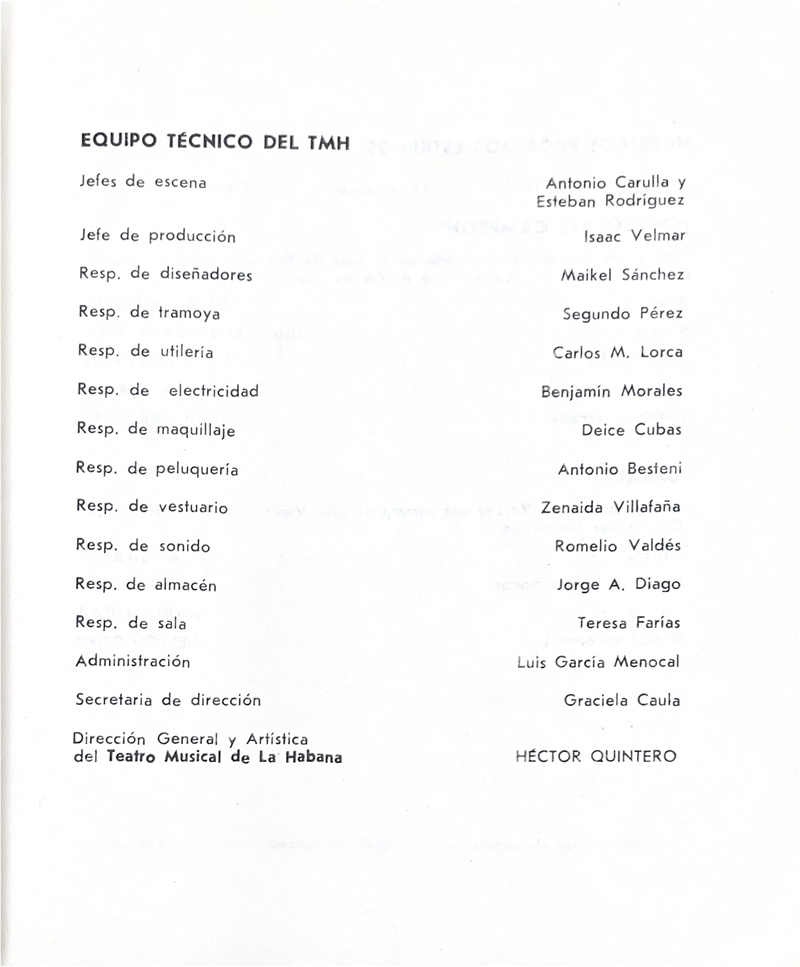 EQUIPO TÉCNICO DEL TMH
Jefes de escena Antonio Carulla y
Esteban Rodríguez
Jefe de producción Isaac Velmar
Resp. de diseñadores Maikel Sánchez
Resp. de tramoya Segundo Pérez
Resp. de utilería Carlos M. Lorca
Resp. de electricidad Benjamín Morales
Resp. de maquillaje Deice Cubas
Resp. de peluquería Antonio Besteni
Resp. de vestuario Zenaida Villafaña
Resp. de sonido Romelio Valdés
Resp. de almacén Jorge A. Diago
Resp. de sala Teresa Farías
Administración Luis García Menocal
Secretaria de dirección Graciela Caula
Dirección General y Artística
del Teatro Musical de La Habana HÉCTOR QUINTERO